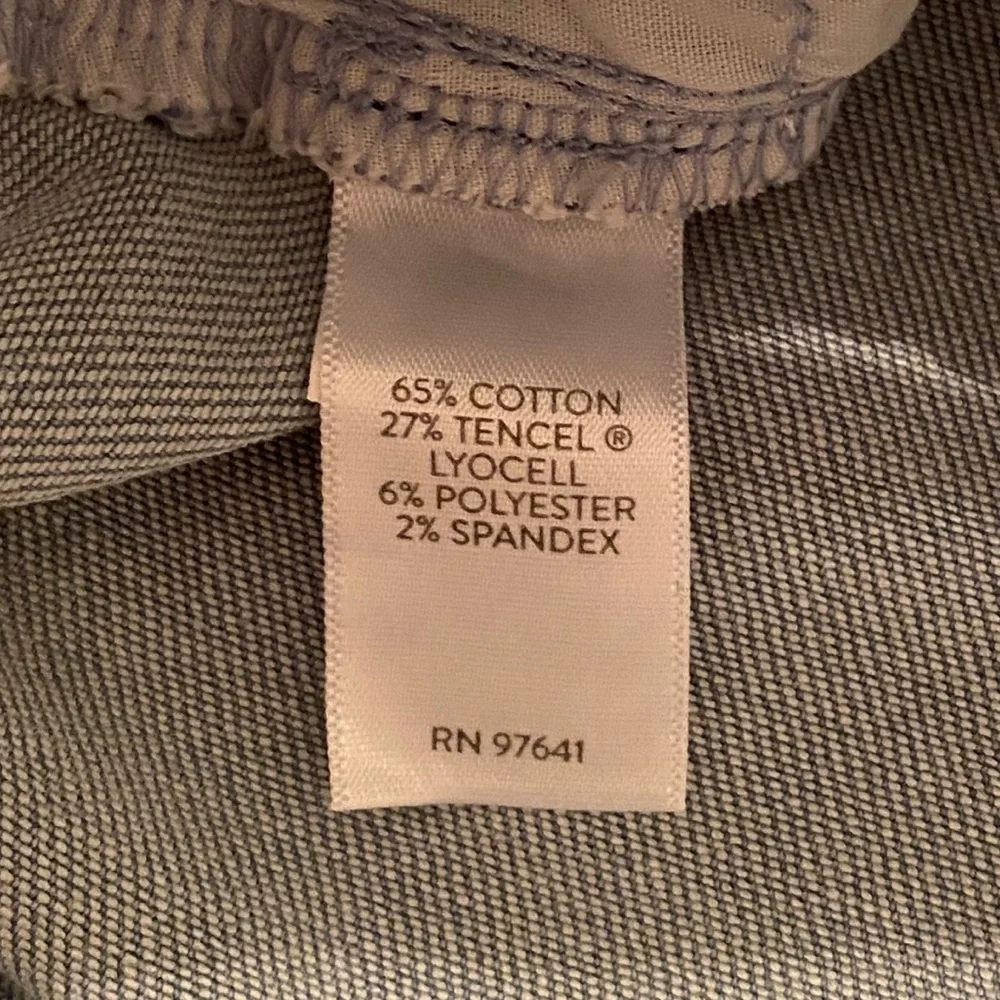 65% COTTON
27% TENCEL ®
LYOCELL
6% POLYESTER
2% SPANDEX
RN 97641